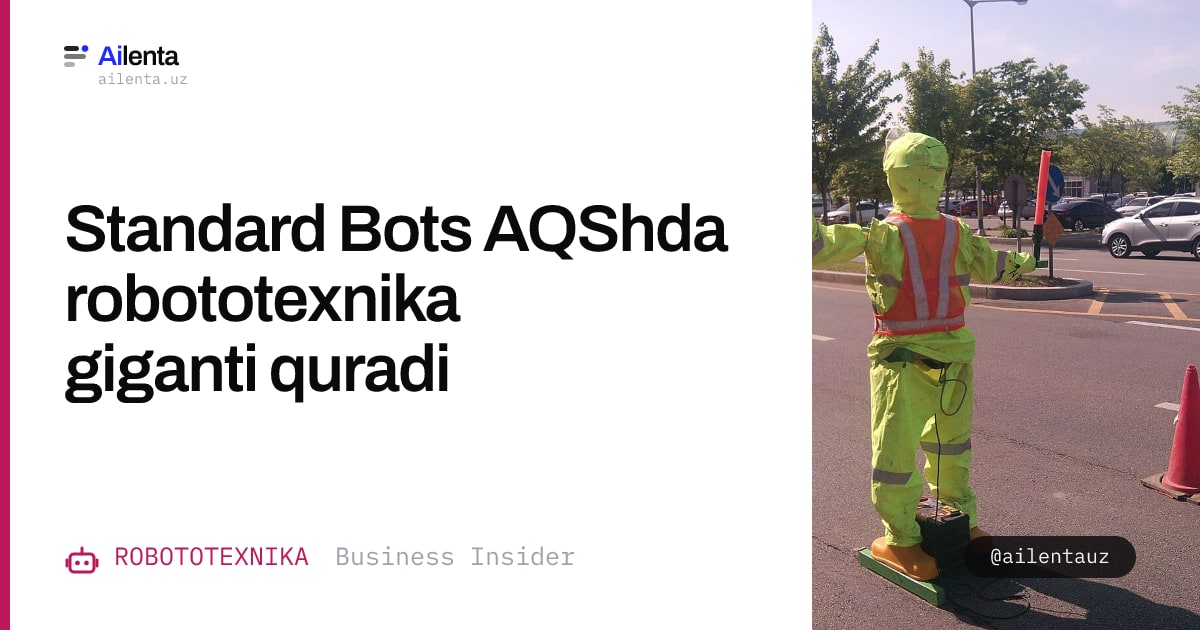 Ailenta
ailenta.uz
Standard Bots AQShda
robototexnika
giganti quradi
ROBOTOTEXNIKA Business Insider
@ailentauz